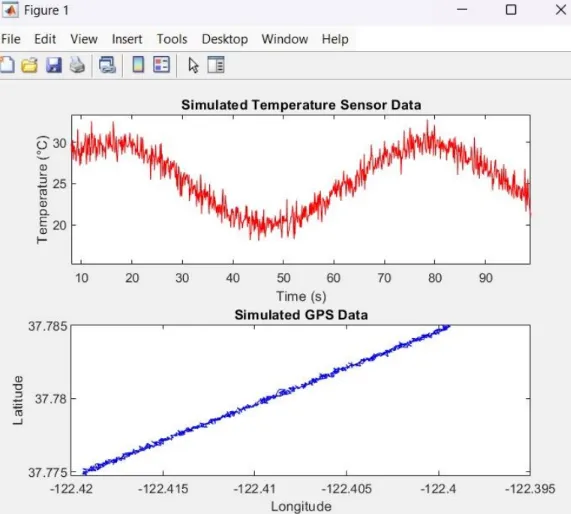 Figure 1
File Edit View Insert Tools Desktop Window Help
Simulated Temperature Sensor Data
Temperature (°C)
30
25
20
10 20 30 40 50 60 70 80 90
Time (s)
Simulated GPS Data
Latitude
37.785
37.78
37.775
-122.42 -122.415 -122.41 -122.405 -122.4 -122.395
Longitude